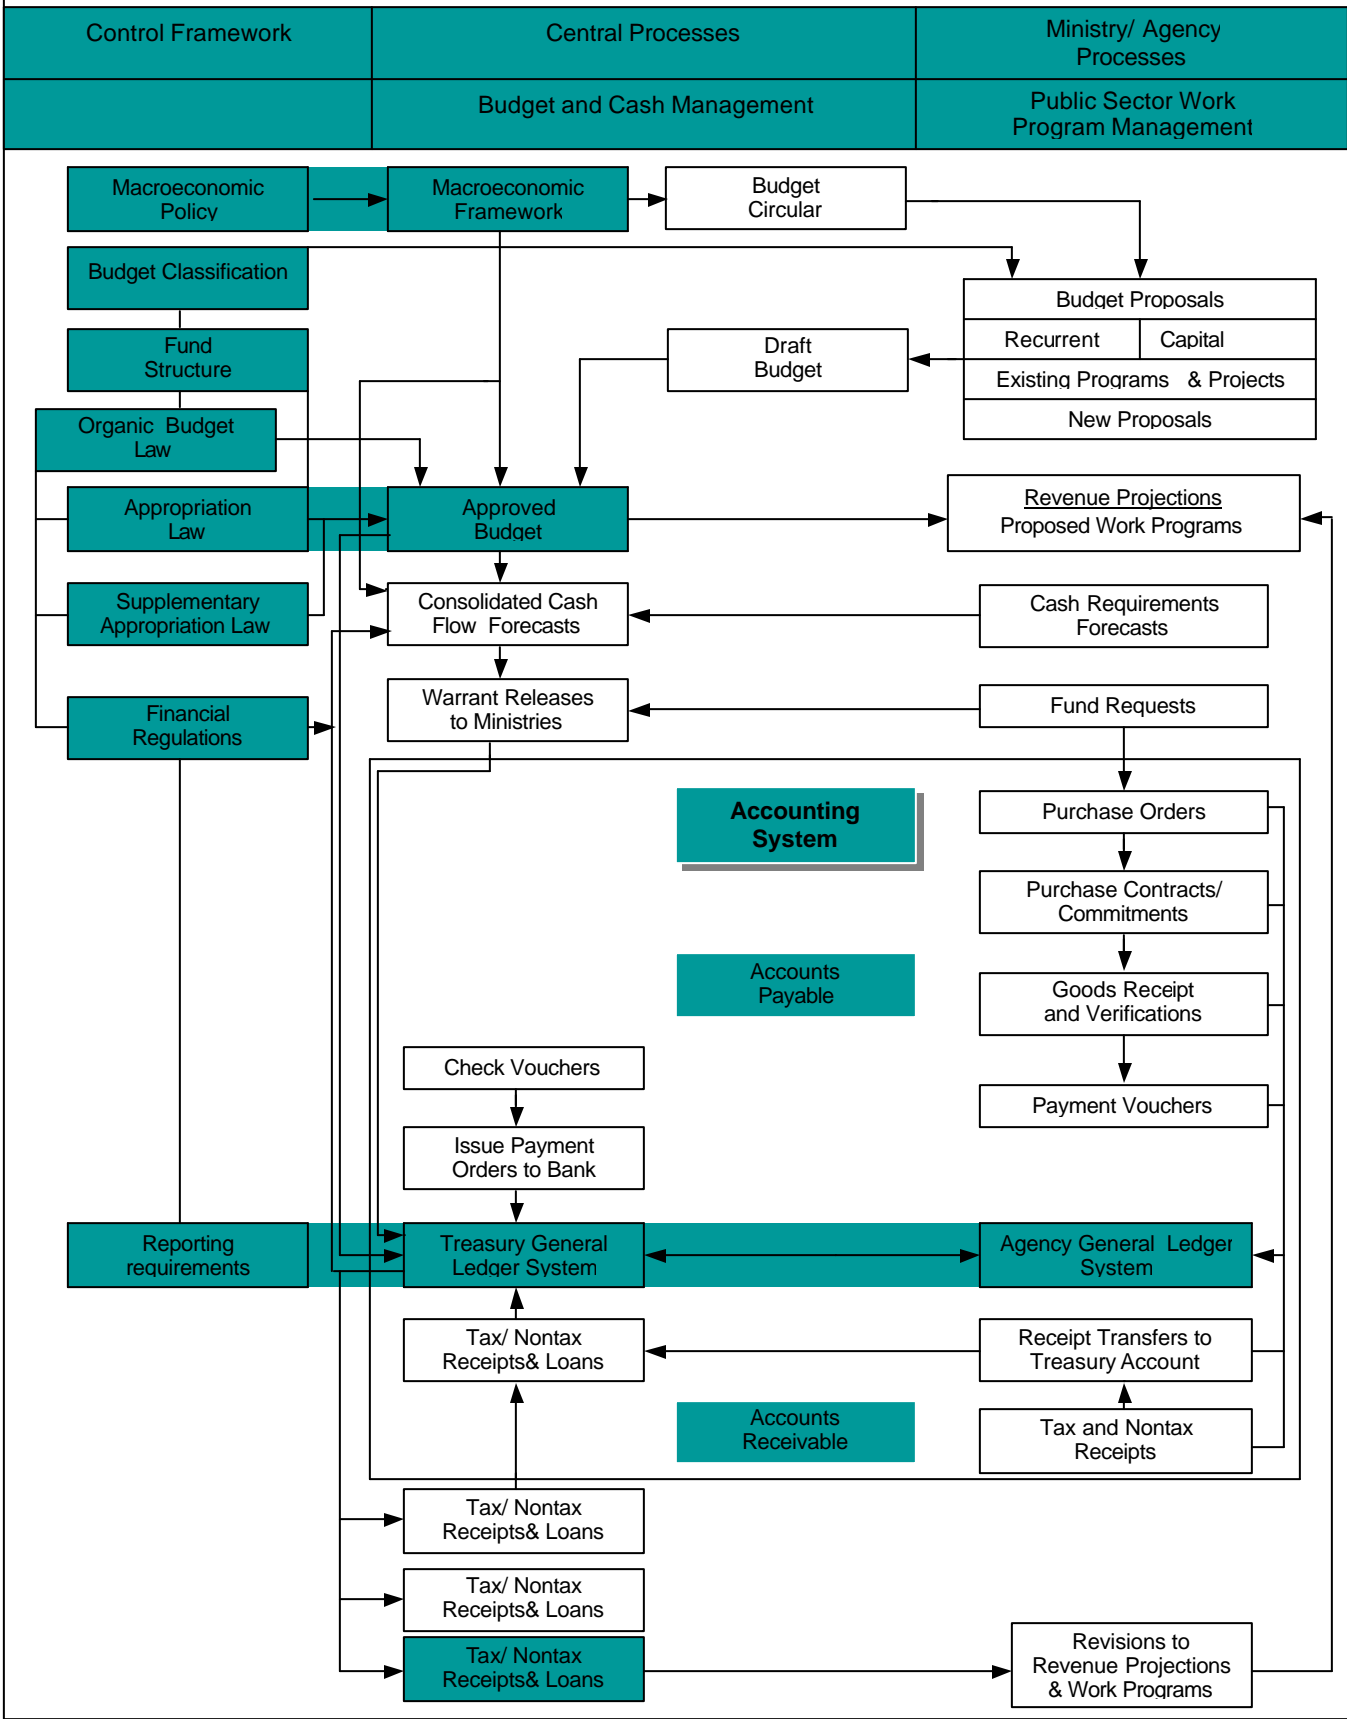 Control Framework
Central Processes
Ministry/ Agency
Processes
Budget and Cash Management
Public Sector Work
Program Management
Macroeconomic
Policy
Macroeconomic
Framework
Budget
Circular
Budget Classification
Budget Proposals
Recurrent
Capital
Existing Programs & Projects
New Proposals
Fund
Structure
Draft
Budget
Organic Budget
Law
Appropriation
Law
Approved
Budget
Revenue Projections
Proposed Work Programs
Supplementary
Appropriation Law
Consolidated Cash
Flow Forecasts
Cash Requirements
Forecasts
Financial
Regulations
Warrant Releases
to Ministries
Fund Requests
Accounting
System
Purchase Orders
Purchase Contracts/
Commitments
Accounts
Payable
Goods Receipt
and Verifications
Check Vouchers
Payment Vouchers
Issue Payment
Orders to Bank
Reporting
requirements
Treasury General
Ledger System
Agency General Ledger
System
Tax/ Nontax
Receipts& Loans
Receipt Transfers to
Treasury Account
Accounts
Receivable
Tax and Nontax
Receipts
Tax/ Nontax
Receipts& Loans
Tax/ Nontax
Receipts& Loans
Tax/ Nontax
Receipts& Loans
Revisions to
Revenue Projections
& Work Programs